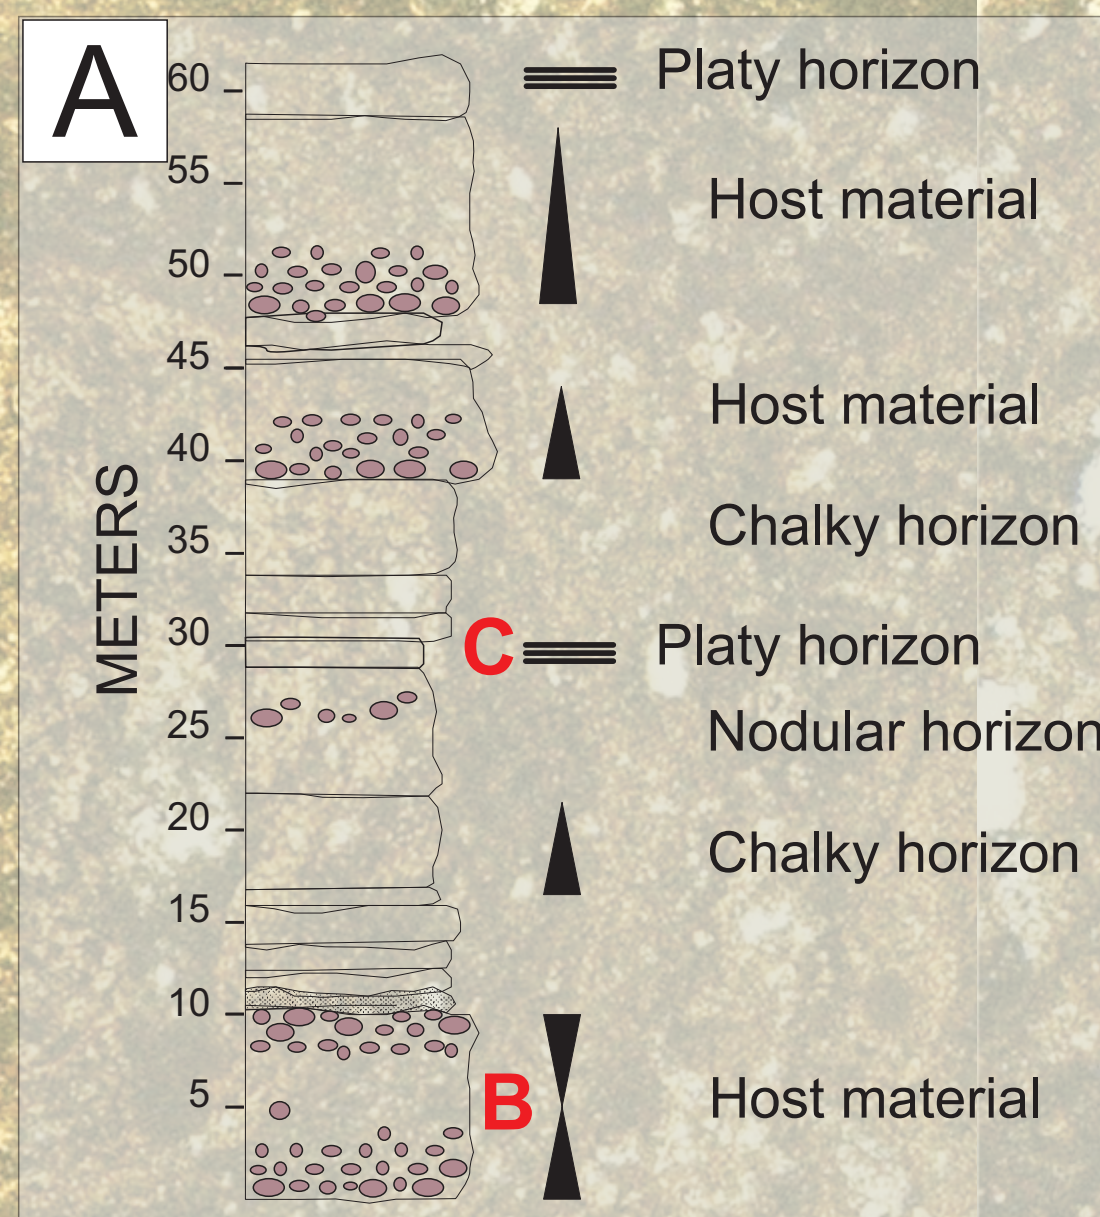 A
60
Platy horizon
55
Host material
50
45
Host material
40
Chalky horizon
35
METERS
30
C
Platy horizon
25
Nodular horizon
20
Chalky horizon
15
10
B
5
Host material